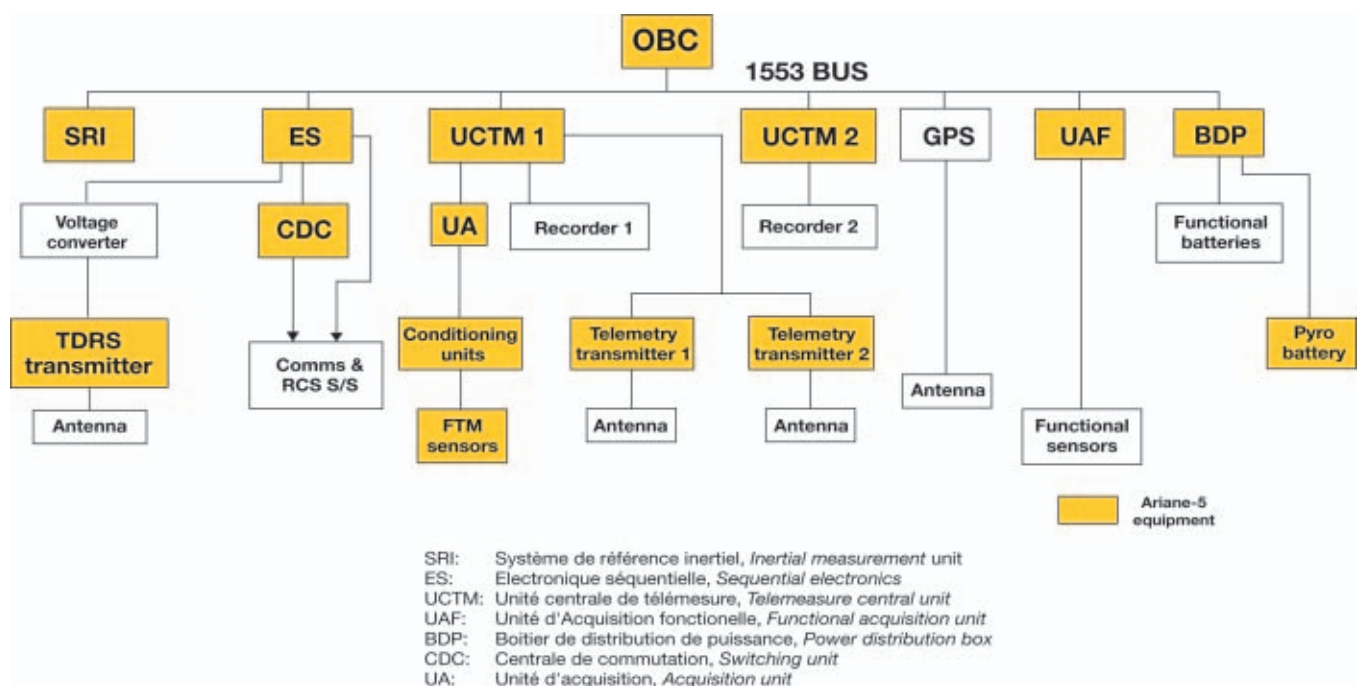 OBC
1553 BUS
SRI
ES
UCTM 1
UCTM 2
GPS
UAF
BDP
Voltage
converter
CDC
UA
Recorder 1
Recorder 2
Functional
batteries
TDRS
transmitter
Comms &
RCS S/S
Conditioning
units
Telemetry
transmitter 1
Telemetry
transmitter 2
Pyro
battery
Antenna
FTM
sensors
Antenna
Antenna
Antenna
Functional
sensors
Ariane-5
equipment
SRI: Système de référence inertiel, Inertial measurement unit
ES: Electronique séquentielle, Sequential electronics
UCTM: Unité centrale de télémesure, Telemeasure central unit
UAF: Unité d'Acquisition fonctionelle, Functional acquisition unit
BDP: Boitier de distribution de puissance, Power distribution box
CDC: Centrale de commutation, Switching unit
UA: Unité d'acquisition, Acquisition unit